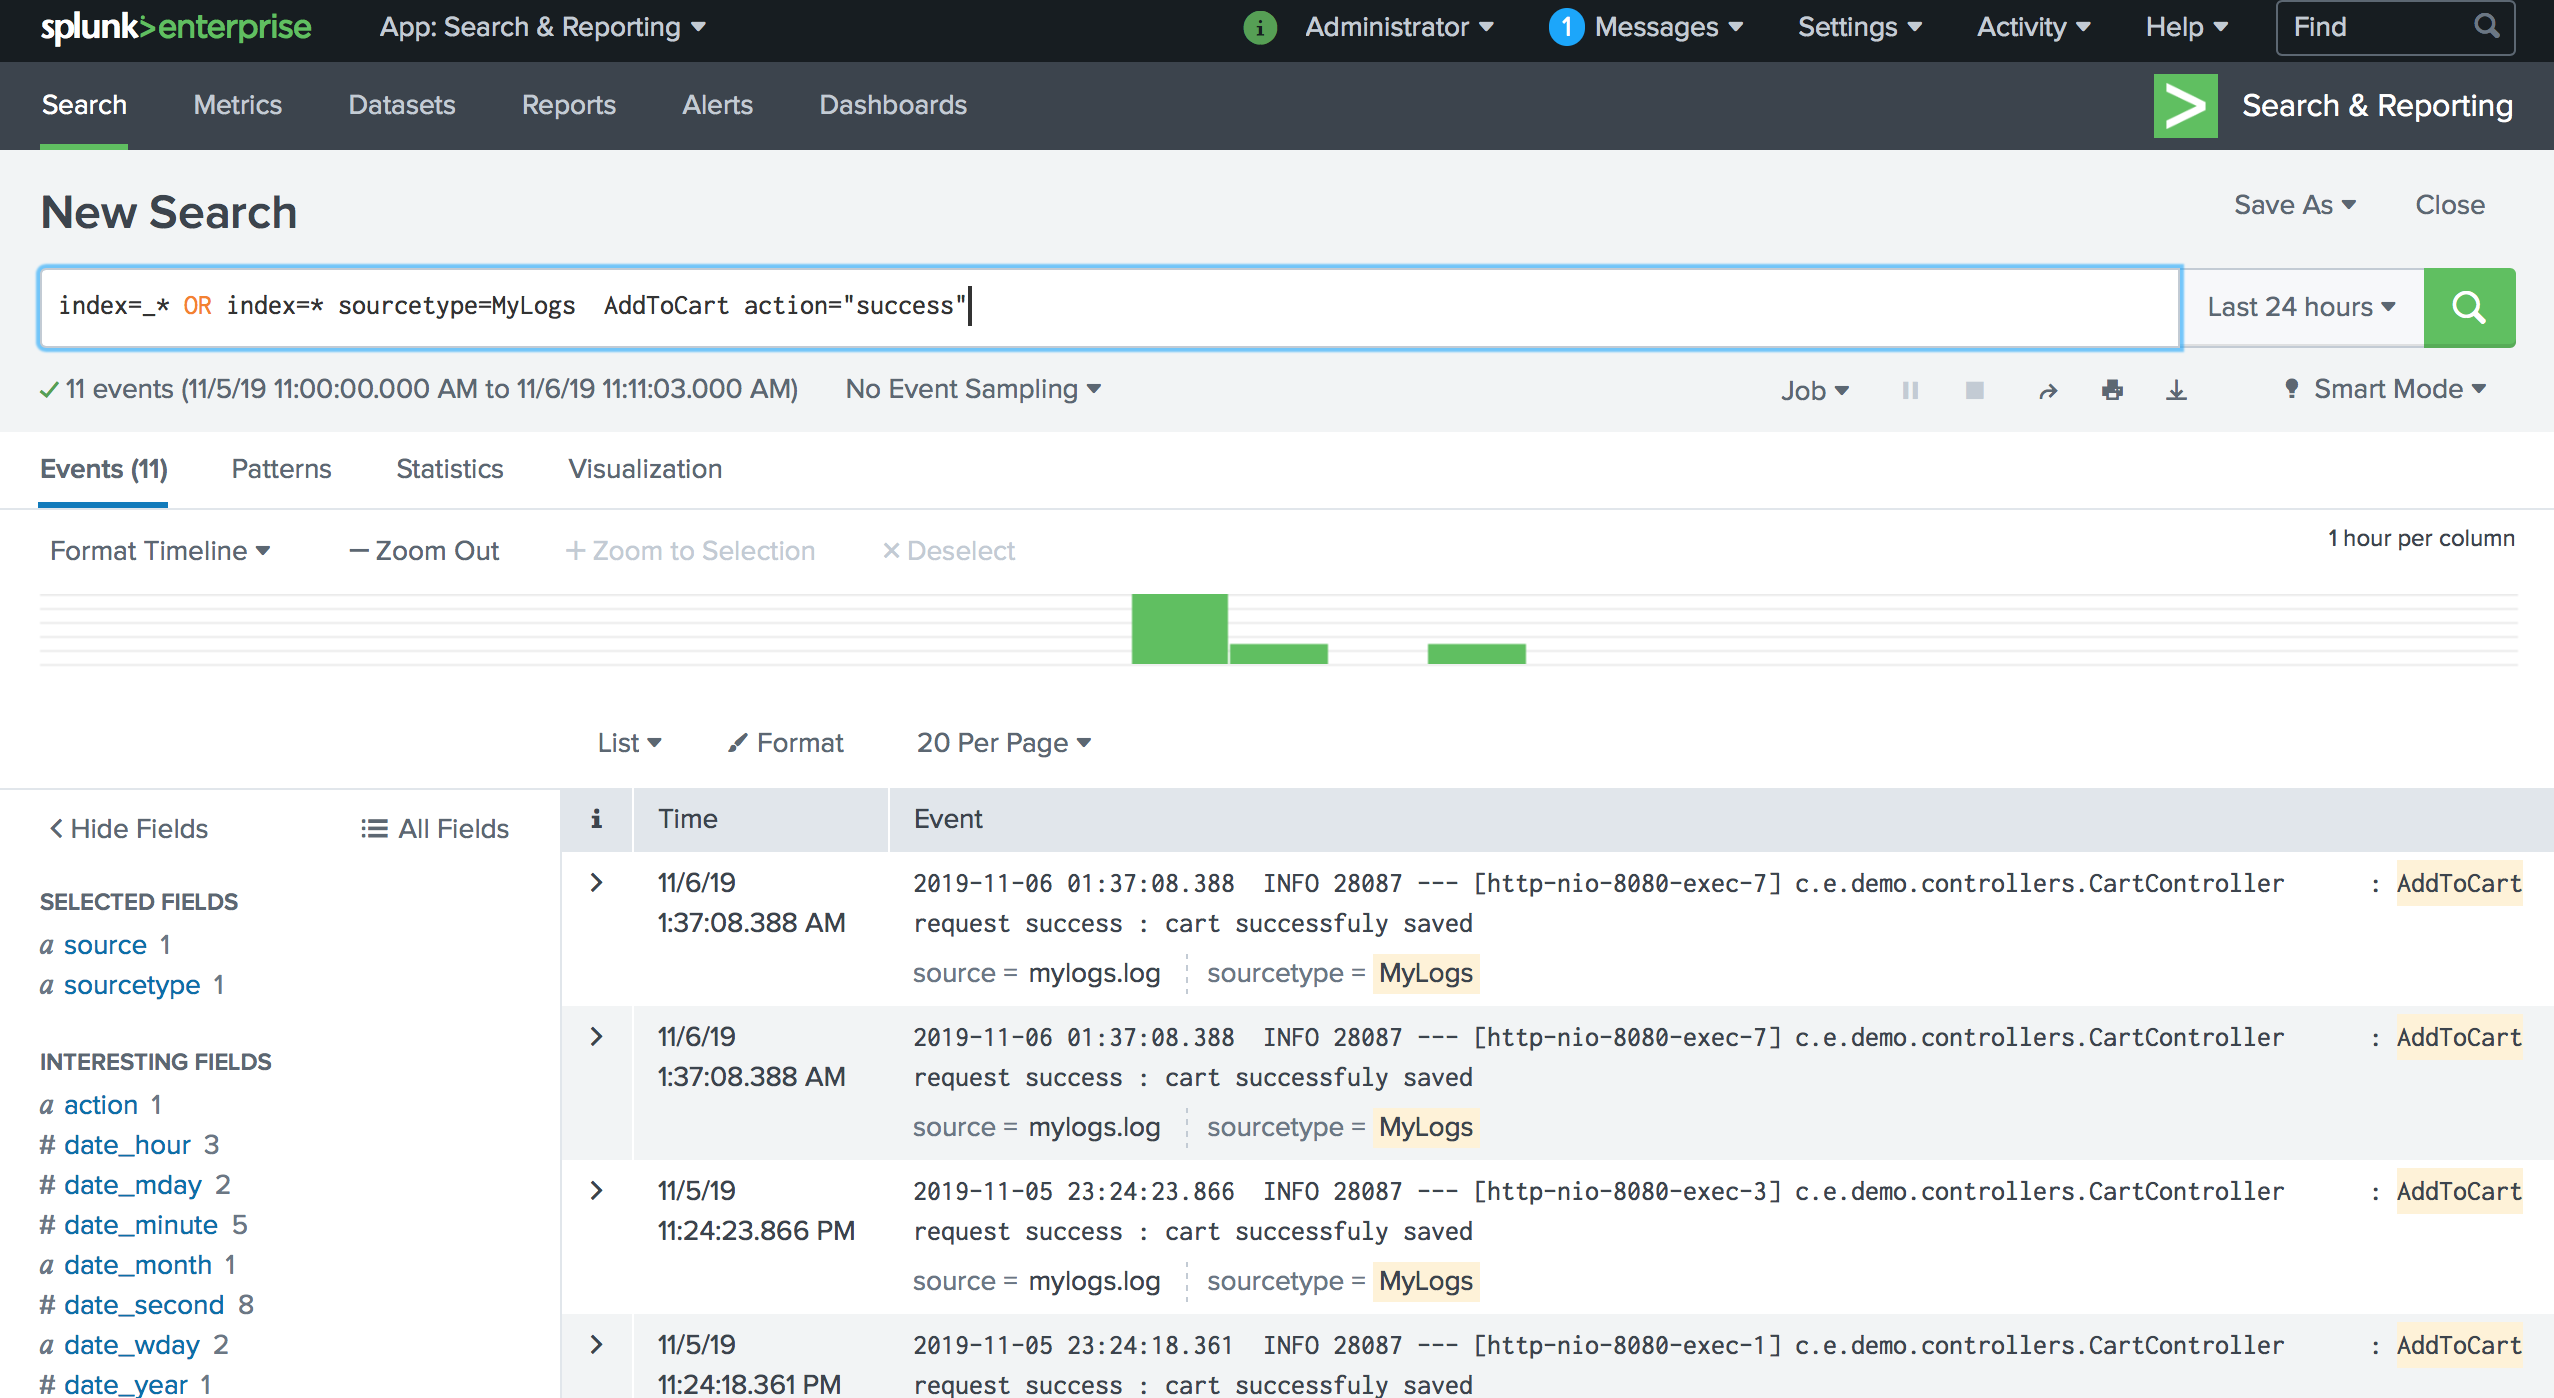 splunk>enterprise App: Search & Reporting i Administrator 1 Messages Settings Activity Help Find
Search Metrics Datasets Reports Alerts Dashboards > Search & Reporting
New Search Save As Close
index=_* OR index=* sourcetype=MyLogs  AddToCart action="success" Last 24 hours
11 events (11/5/19 11:00:00.000 AM to 11/6/19 11:11:03.000 AM) No Event Sampling Job Smart Mode
Events (11) Patterns Statistics Visualization
Format Timeline — Zoom Out + Zoom to Selection × Deselect 1 hour per column
List Format 20 Per Page
< Hide Fields All Fields
SELECTED FIELDS
a source 1
a sourcetype 1
INTERESTING FIELDS
a action 1
# date_hour 3
# date_mday 2
# date_minute 5
a date_month 1
# date_second 8
a date_wday 2
# date_year 1
i Time Event
> 11/6/19 2019-11-06 01:37:08.388  INFO 28087 --- [http-nio-8080-exec-7] c.e.demo.controllers.CartController : AddToCart
1:37:08.388 AM request success : cart successfuly saved
source = mylogs.log sourcetype = MyLogs
> 11/6/19 2019-11-06 01:37:08.388  INFO 28087 --- [http-nio-8080-exec-7] c.e.demo.controllers.CartController : AddToCart
1:37:08.388 AM request success : cart successfuly saved
source = mylogs.log sourcetype = MyLogs
> 11/5/19 2019-11-05 23:24:23.866  INFO 28087 --- [http-nio-8080-exec-3] c.e.demo.controllers.CartController : AddToCart
11:24:23.866 PM request success : cart successfuly saved
source = mylogs.log sourcetype = MyLogs
> 11/5/19 2019-11-05 23:24:18.361  INFO 28087 --- [http-nio-8080-exec-1] c.e.demo.controllers.CartController : AddToCart
11:24:18.361 PM request success : cart successfuly saved